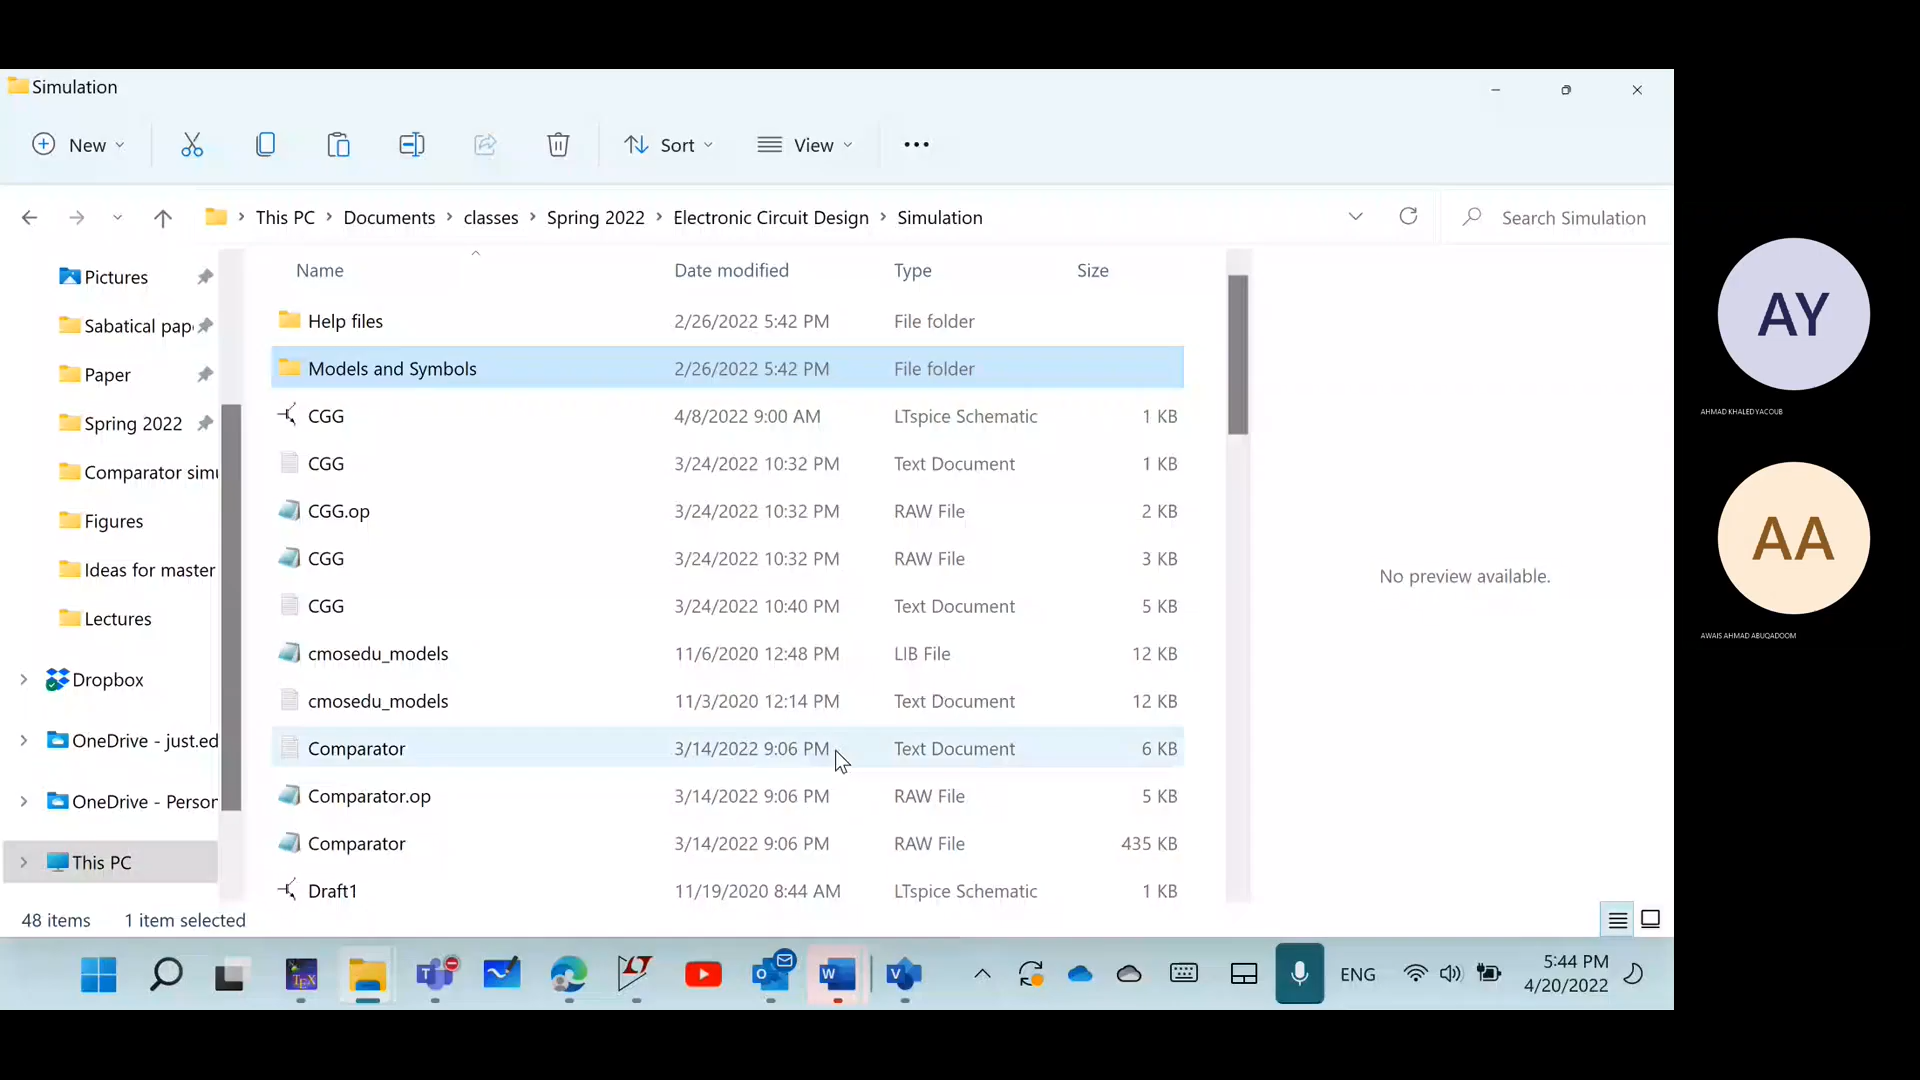 Simulation
New
Sort
View
This PC > Documents > classes > Spring 2022 > Electronic Circuit Design > Simulation
Search Simulation
Pictures
Sabatical pap
Paper
Spring 2022
Comparator simu
Figures
Ideas for master
Lectures
Dropbox
OneDrive - just.ed
OneDrive - Person
This PC
Name Date modified Type Size
Help files 2/26/2022 5:42 PM File folder
Models and Symbols 2/26/2022 5:42 PM File folder
CGG 4/8/2022 9:00 AM LTspice Schematic 1 KB
CGG 3/24/2022 10:32 PM Text Document 1 KB
CGG.op 3/24/2022 10:32 PM RAW File 2 KB
CGG 3/24/2022 10:32 PM RAW File 3 KB
CGG 3/24/2022 10:40 PM Text Document 5 KB
cmosedu_models 11/6/2020 12:48 PM LIB File 12 KB
cmosedu_models 11/3/2020 12:14 PM Text Document 12 KB
Comparator 3/14/2022 9:06 PM Text Document 6 KB
Comparator.op 3/14/2022 9:06 PM RAW File 5 KB
Comparator 3/14/2022 9:06 PM RAW File 435 KB
Draft1 11/19/2020 8:44 AM LTspice Schematic 1 KB
No preview available.
48 items 1 item selected
ENG
5:44 PM
4/20/2022
AY
AHMAD KHALED YACOUB
AA
AWAIS AHMAD ABUQADOOM